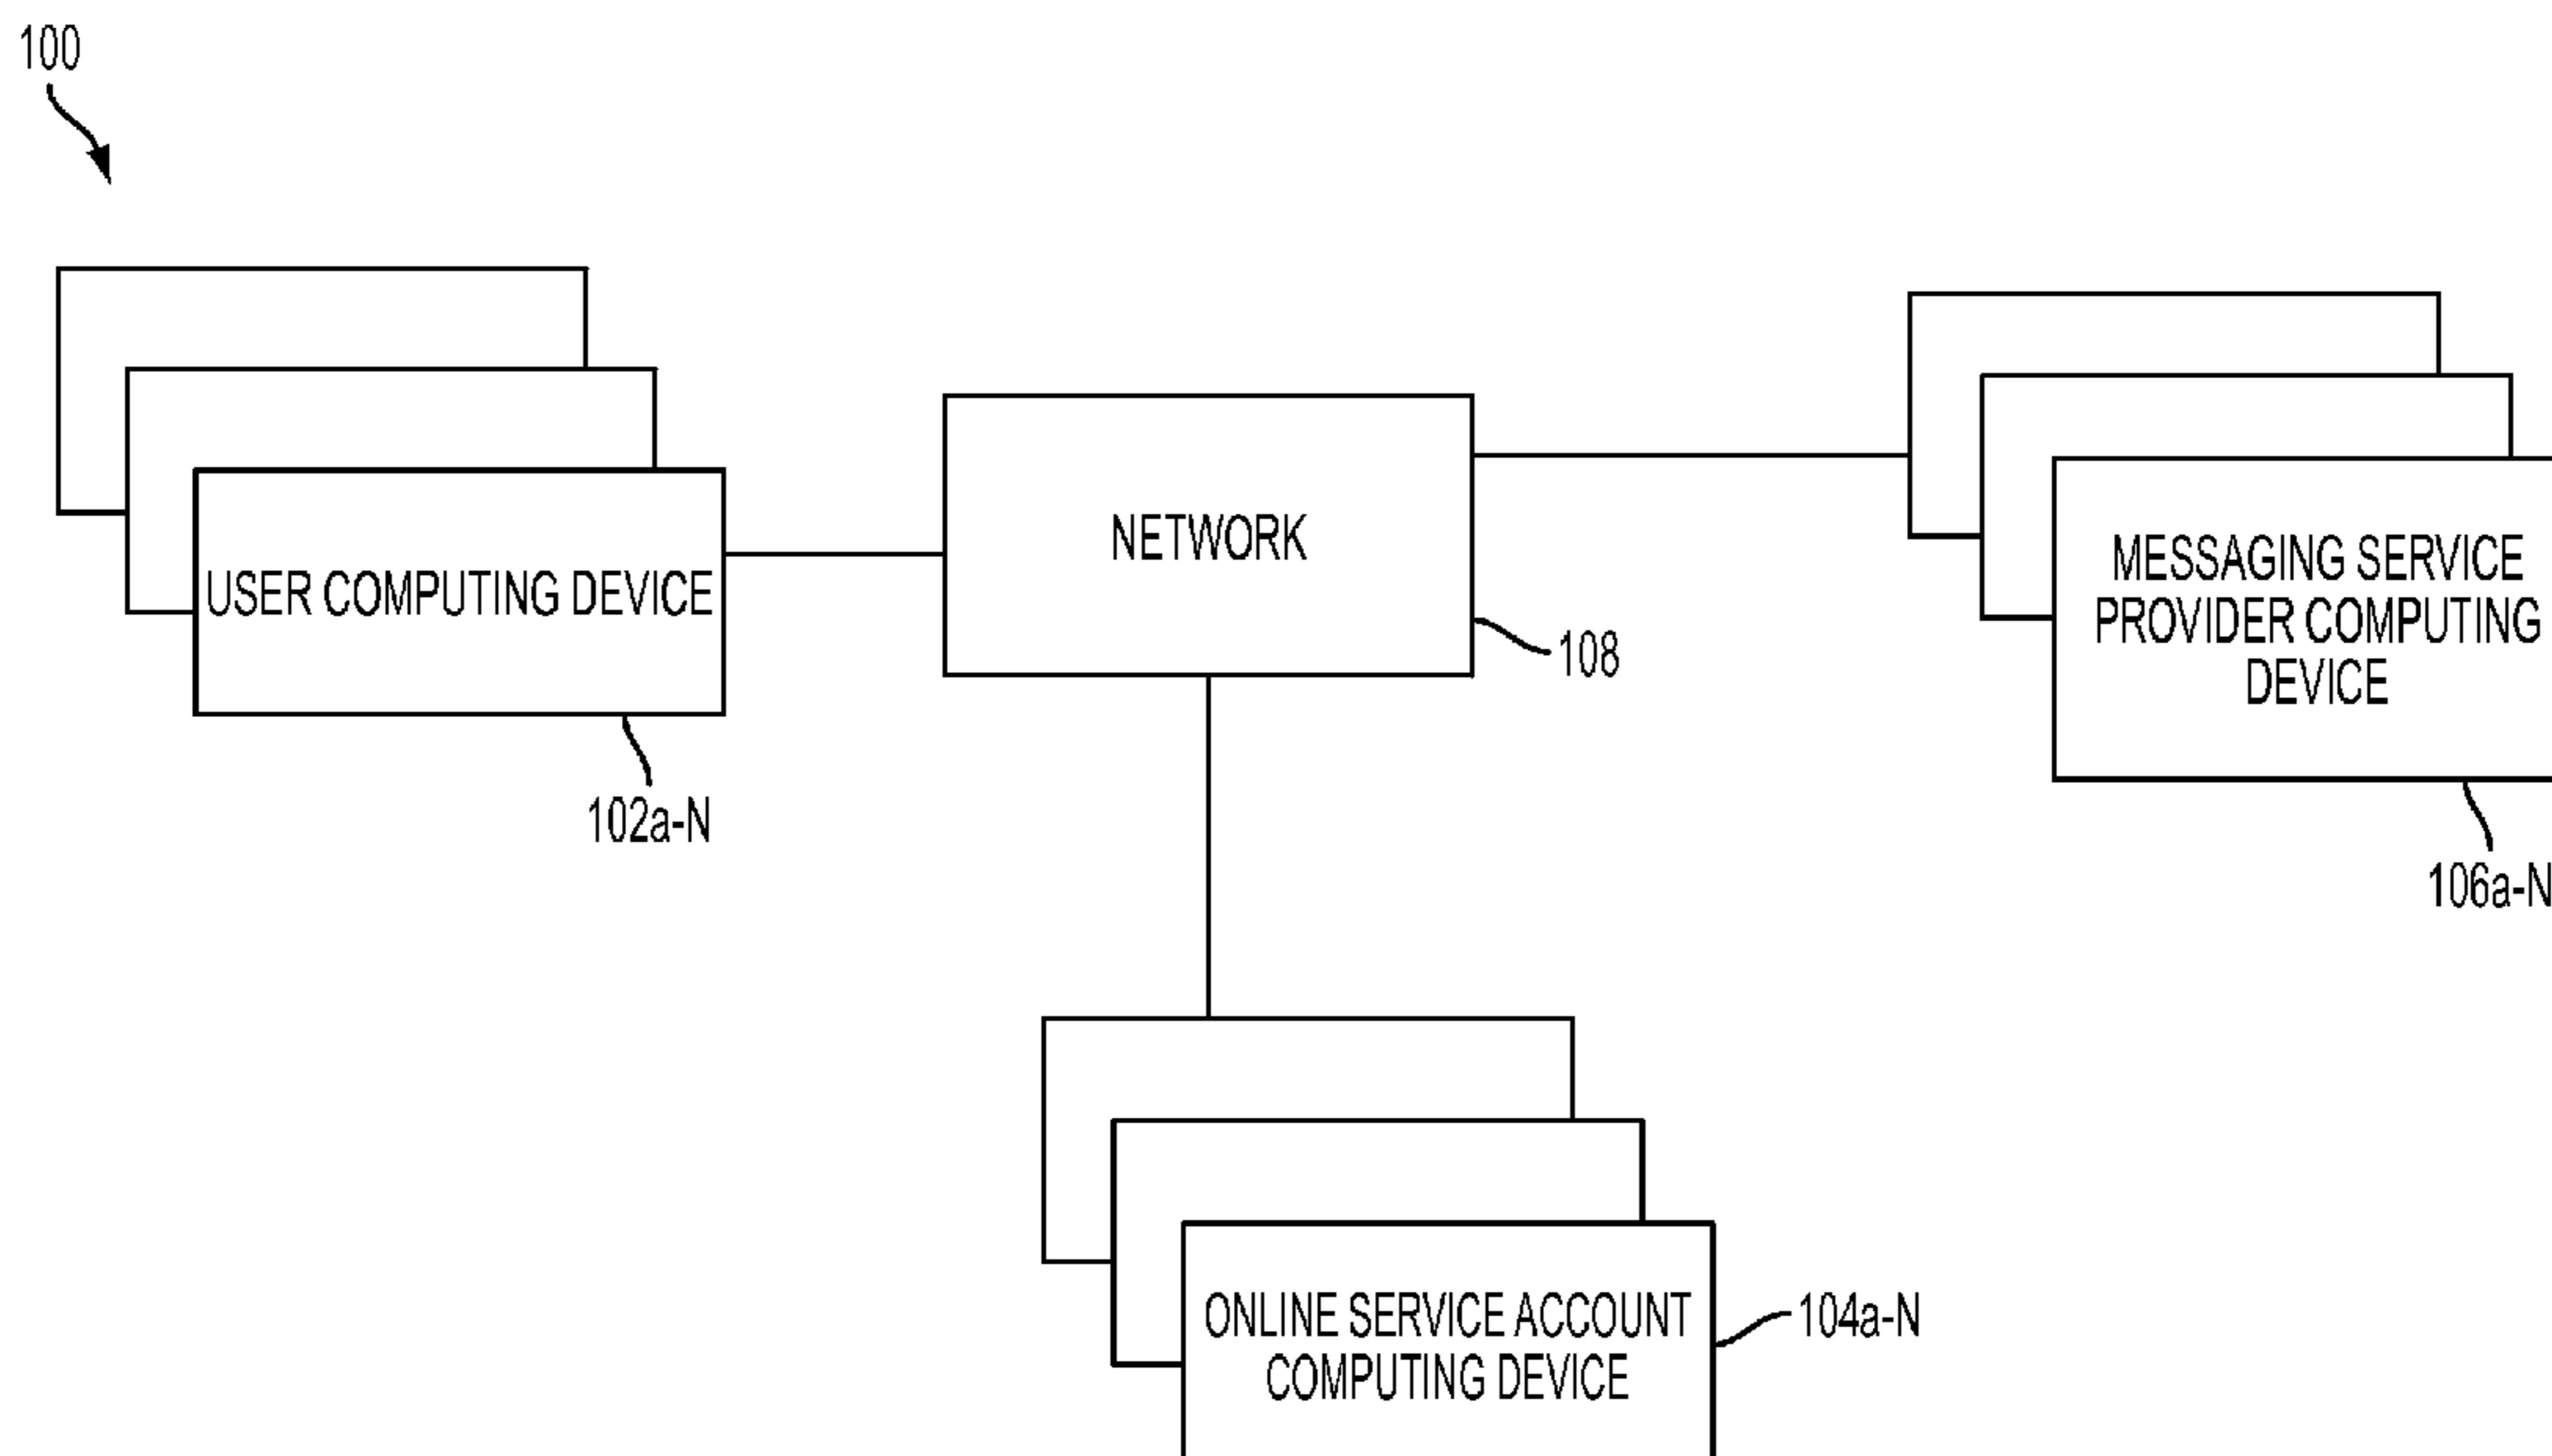 100
NETWORK
USER COMPUTING DEVICE
MESSAGING SERVICE
PROVIDER COMPUTING
DEVICE
108
102a-N
106a-N
ONLINE SERVICE ACCOUNT
COMPUTING DEVICE
104a-N